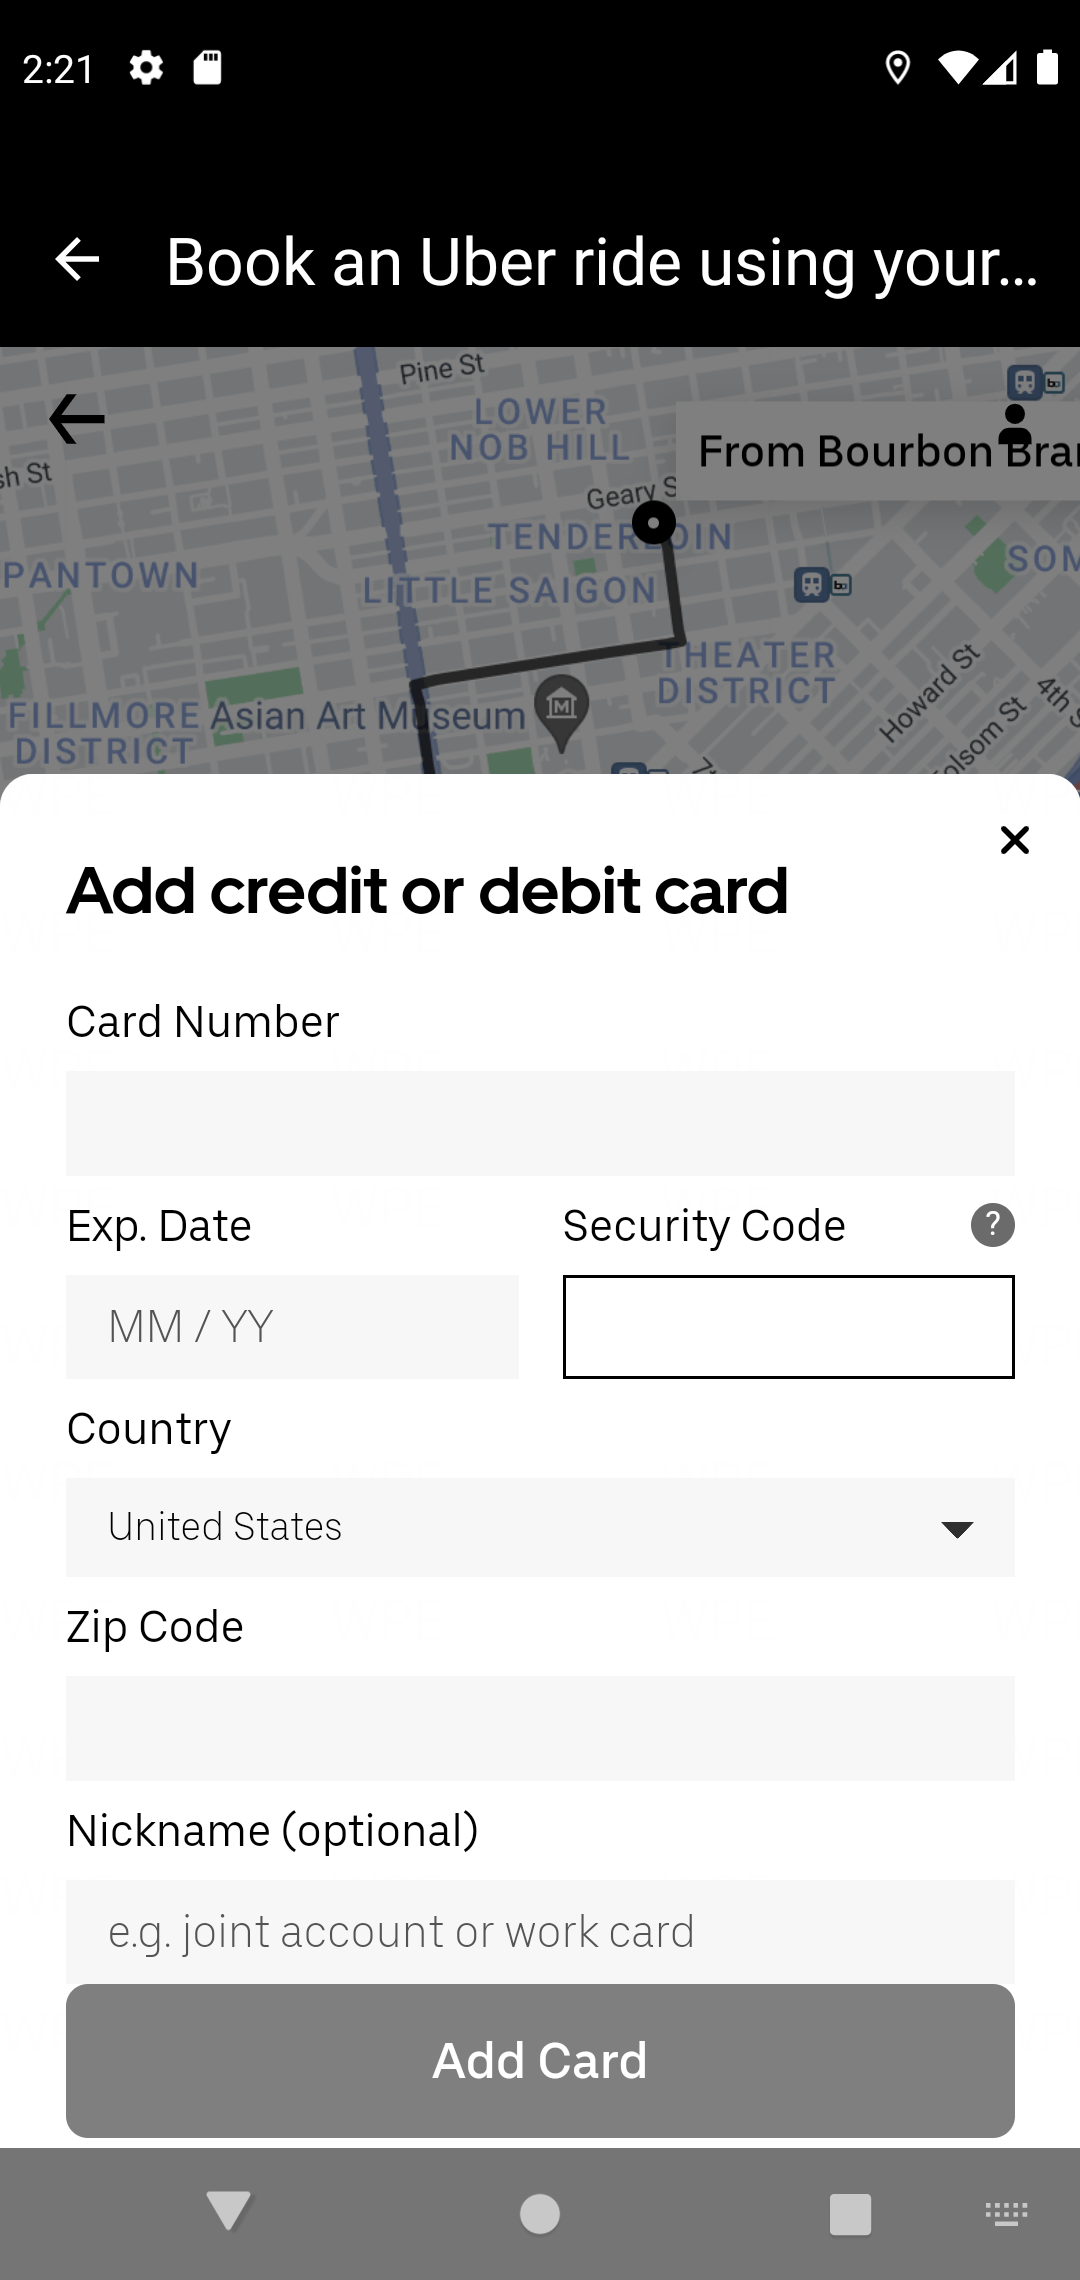 2:21
Book an Uber ride using your...
Pine St
LOWER
NOB HILL
From Bourbon Bra
sh St
Geary S
TENDERLOIN
PANTOWN
LITTLE SAIGON
SOM
THEATER
DISTRICT
Howard St
4th S
FILLMORE
DISTRICT
Asian Art Museum
Folsom St
Add credit or debit card
Card Number
Exp. Date
Security Code
?
MM / YY
Country
United States
Zip Code
Nickname (optional)
e.g. joint account or work card
Add Card